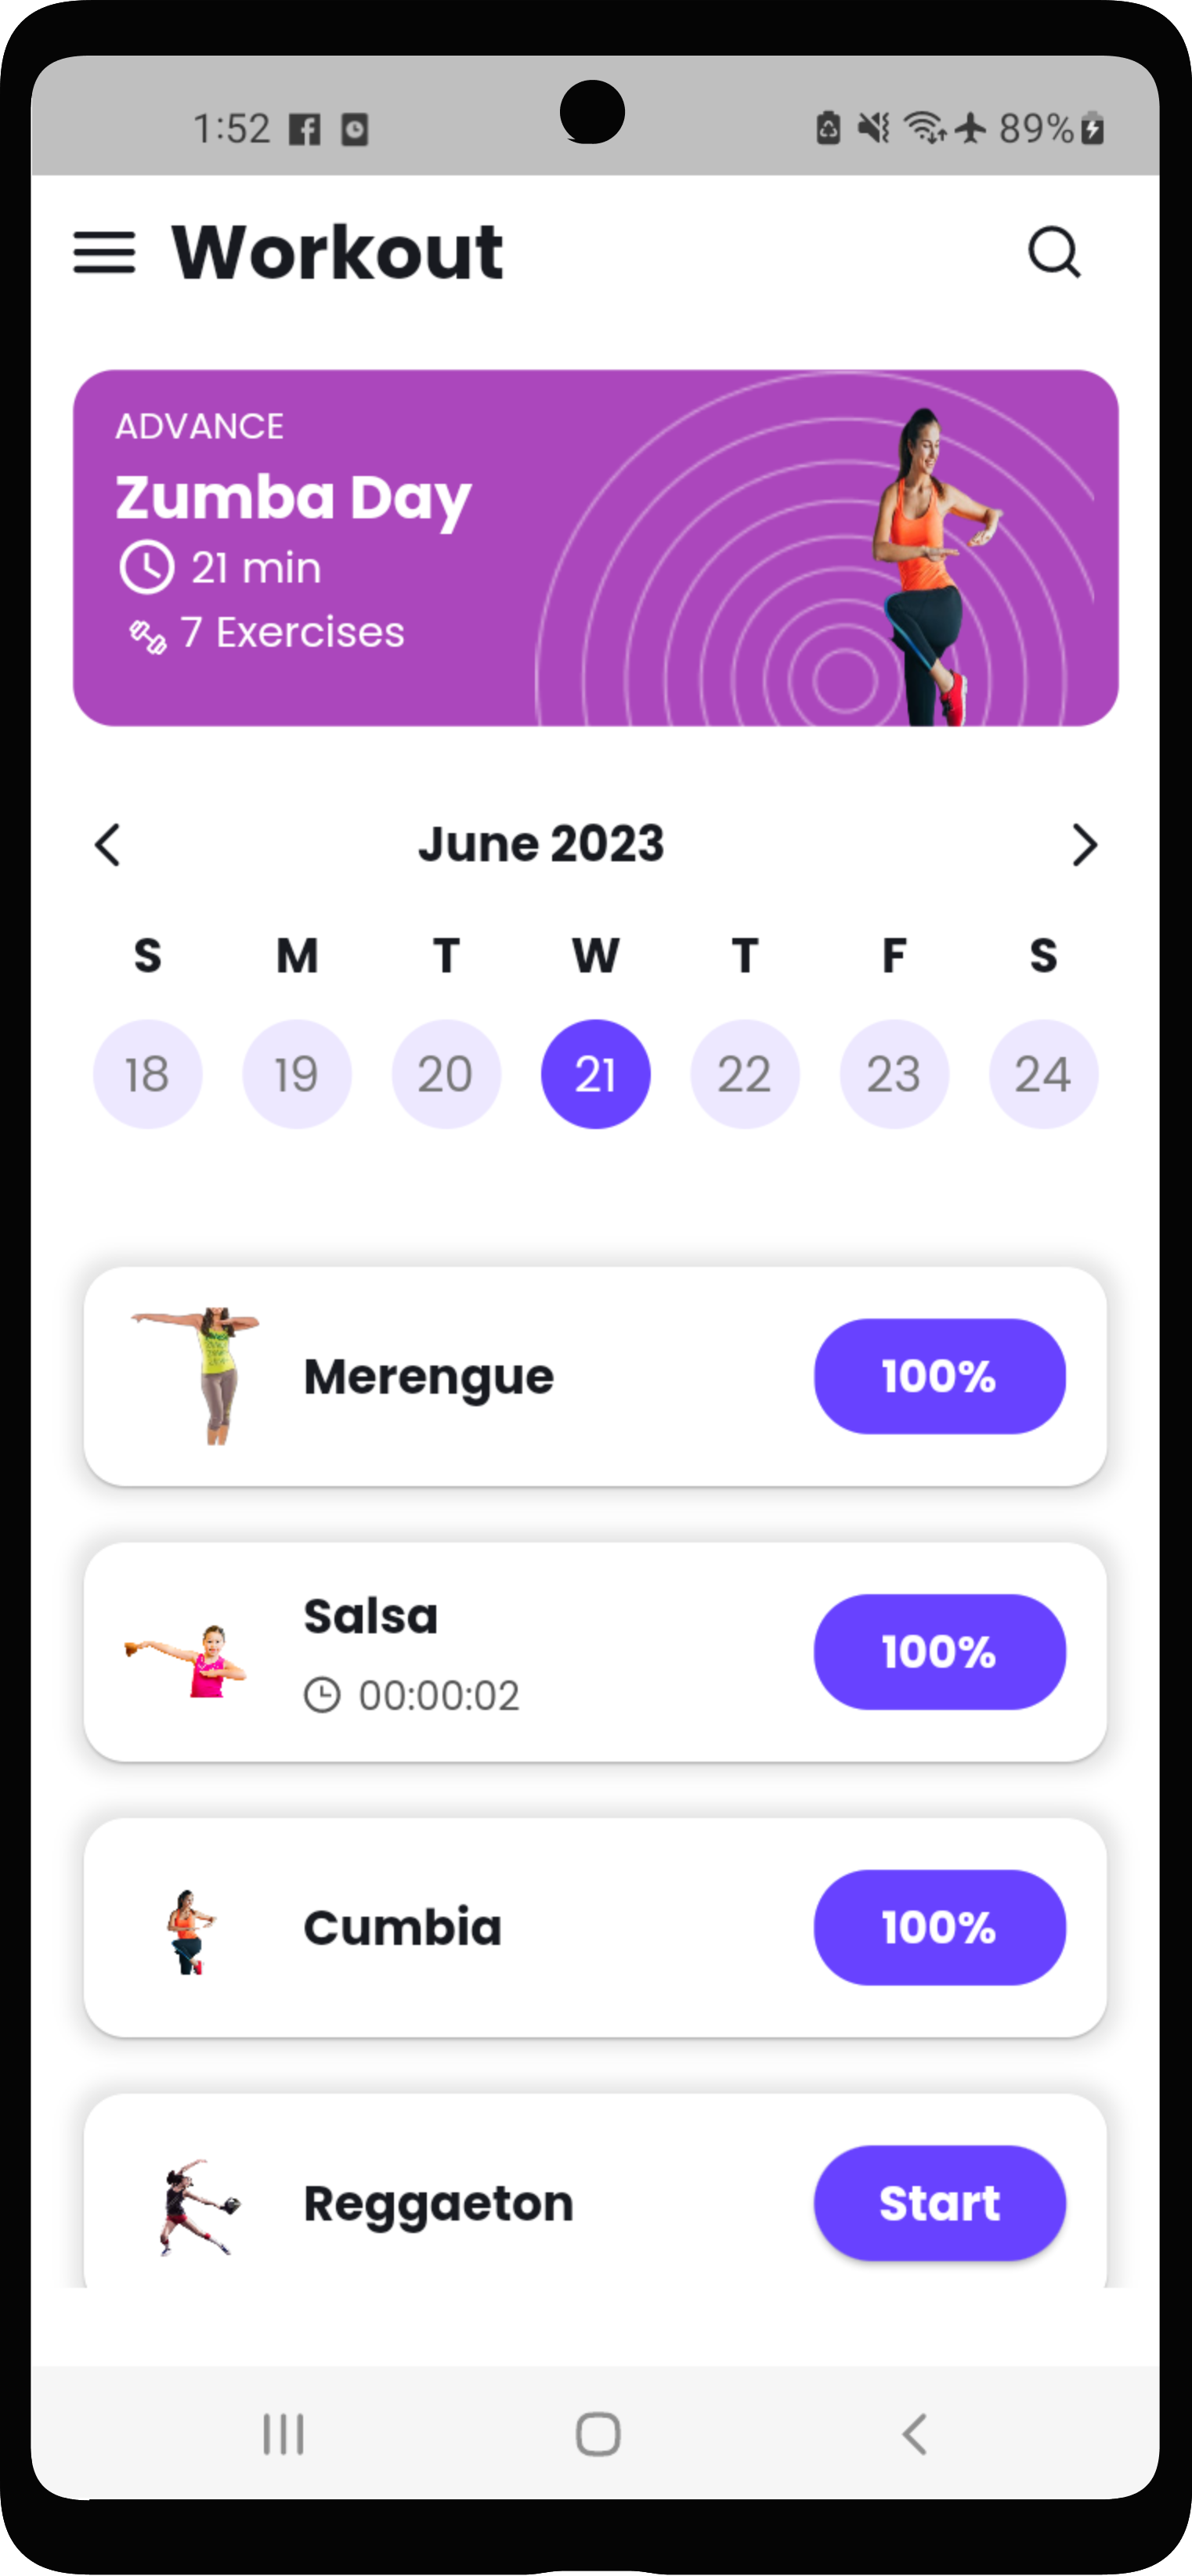 1:52 89%
Workout
ADVANCE
Zumba Day
21 min
7 Exercises
June 2023
S M T W T F S
18 19 20 21 22 23 24
Merengue 100%
Salsa
00:00:02
100%
Cumbia 100%
Reggaeton Start